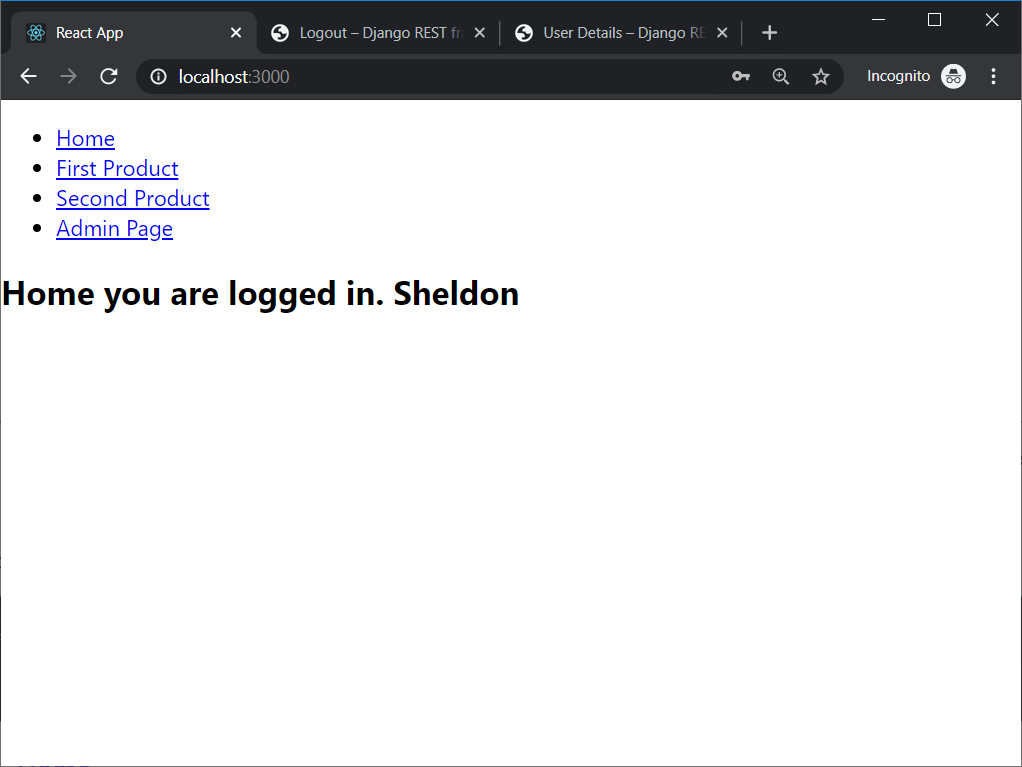 React App
Logout – Django REST fr
User Details – Django RE
localhost:3000
Incognito
Home
First Product
Second Product
Admin Page
Home you are logged in. Sheldon